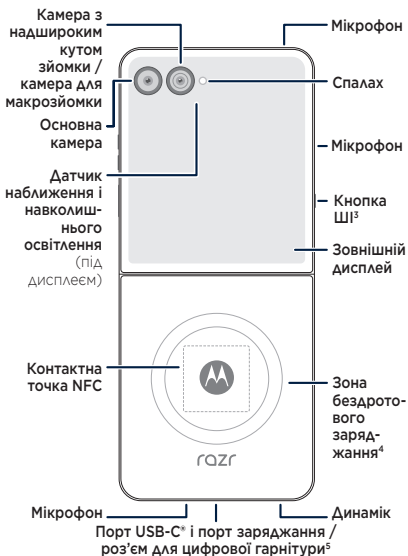 Камера з
надшироким
кутом
зйомки /
камера для
макрозйомки
Основна
камера
Датчик
наближення і
навколиш-
нього
освітлення
(під
дисплеєм)
Контактна
точка NFC
Мікрофон
Мікрофон
Спалах
Мікрофон
Кнопка
ШІ³
Зовнішній
дисплей
Зона
бездрото-
вого
заряд-
жання⁴
Динамік
razr
Порт USB-C® і порт заряджання /
роз'єм для цифрової гарнітури⁵